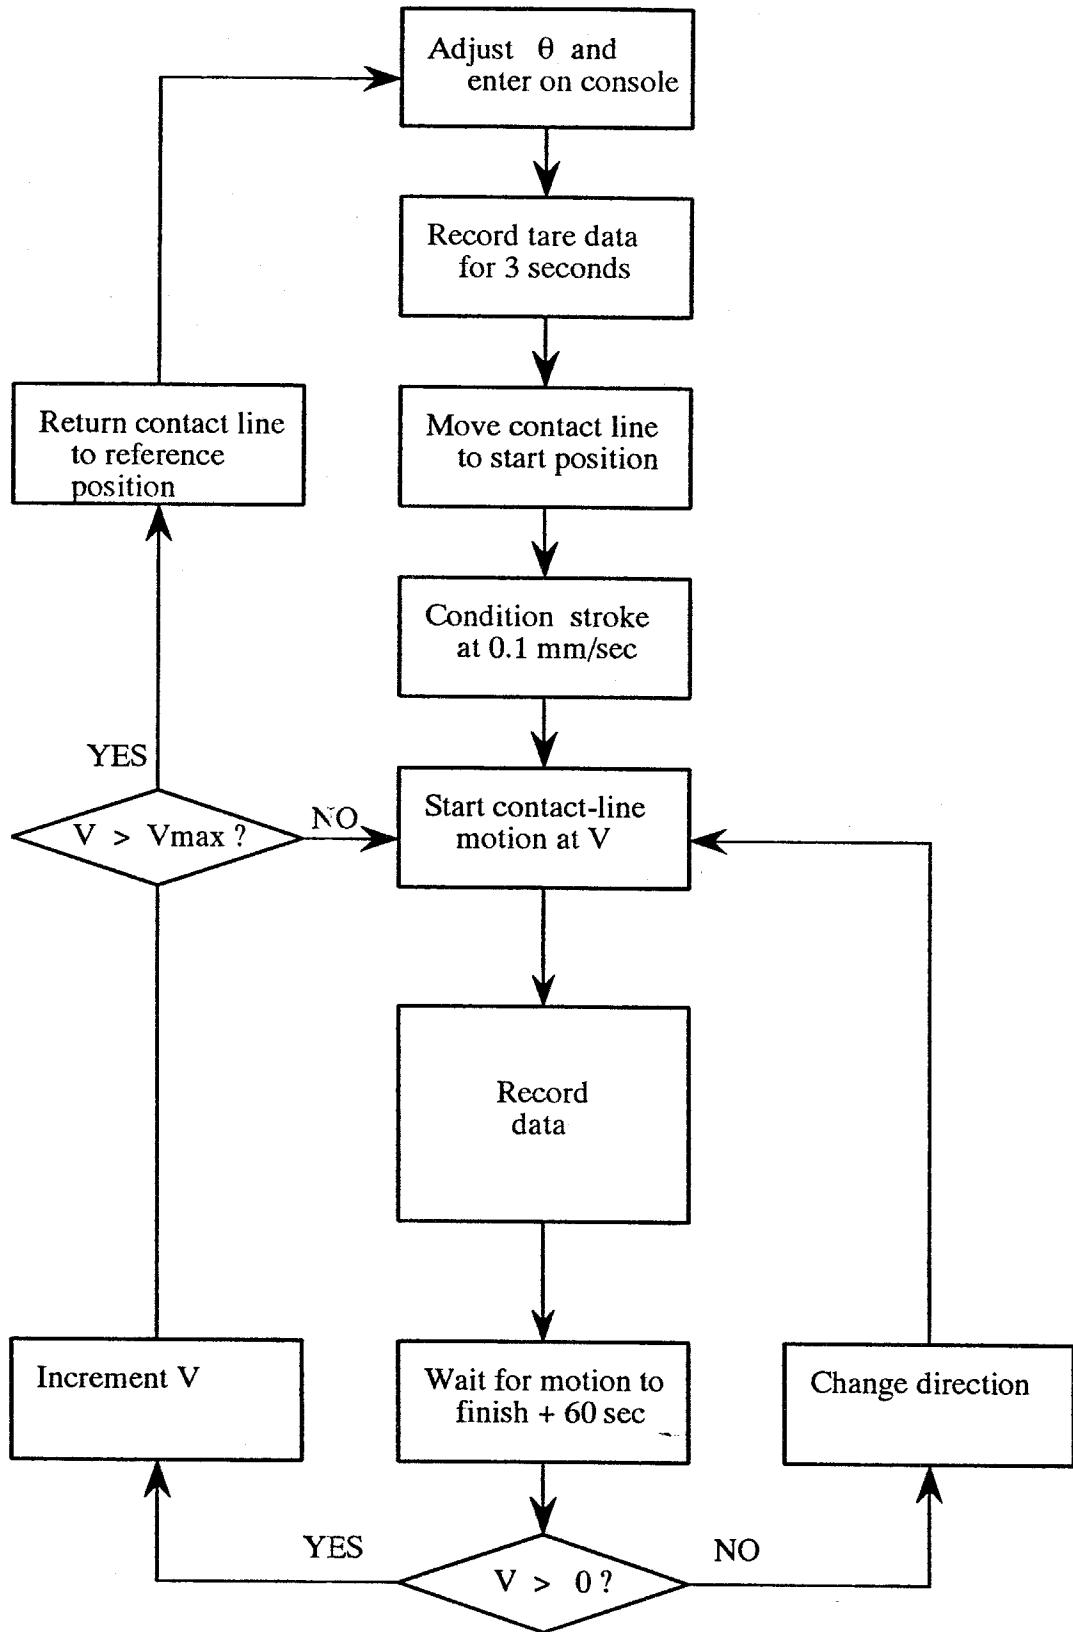 Adjust θ and
enter on console
Record tare data
for 3 seconds
Return contact line
to reference
position
Move contact line
to start position
Condition stroke
at 0.1 mm/sec
YES
V > Vmax ?
NO
Start contact-line
motion at V
Record
data
Increment V
Wait for motion to
finish + 60 sec
Change direction
YES
V > 0 ?
NO